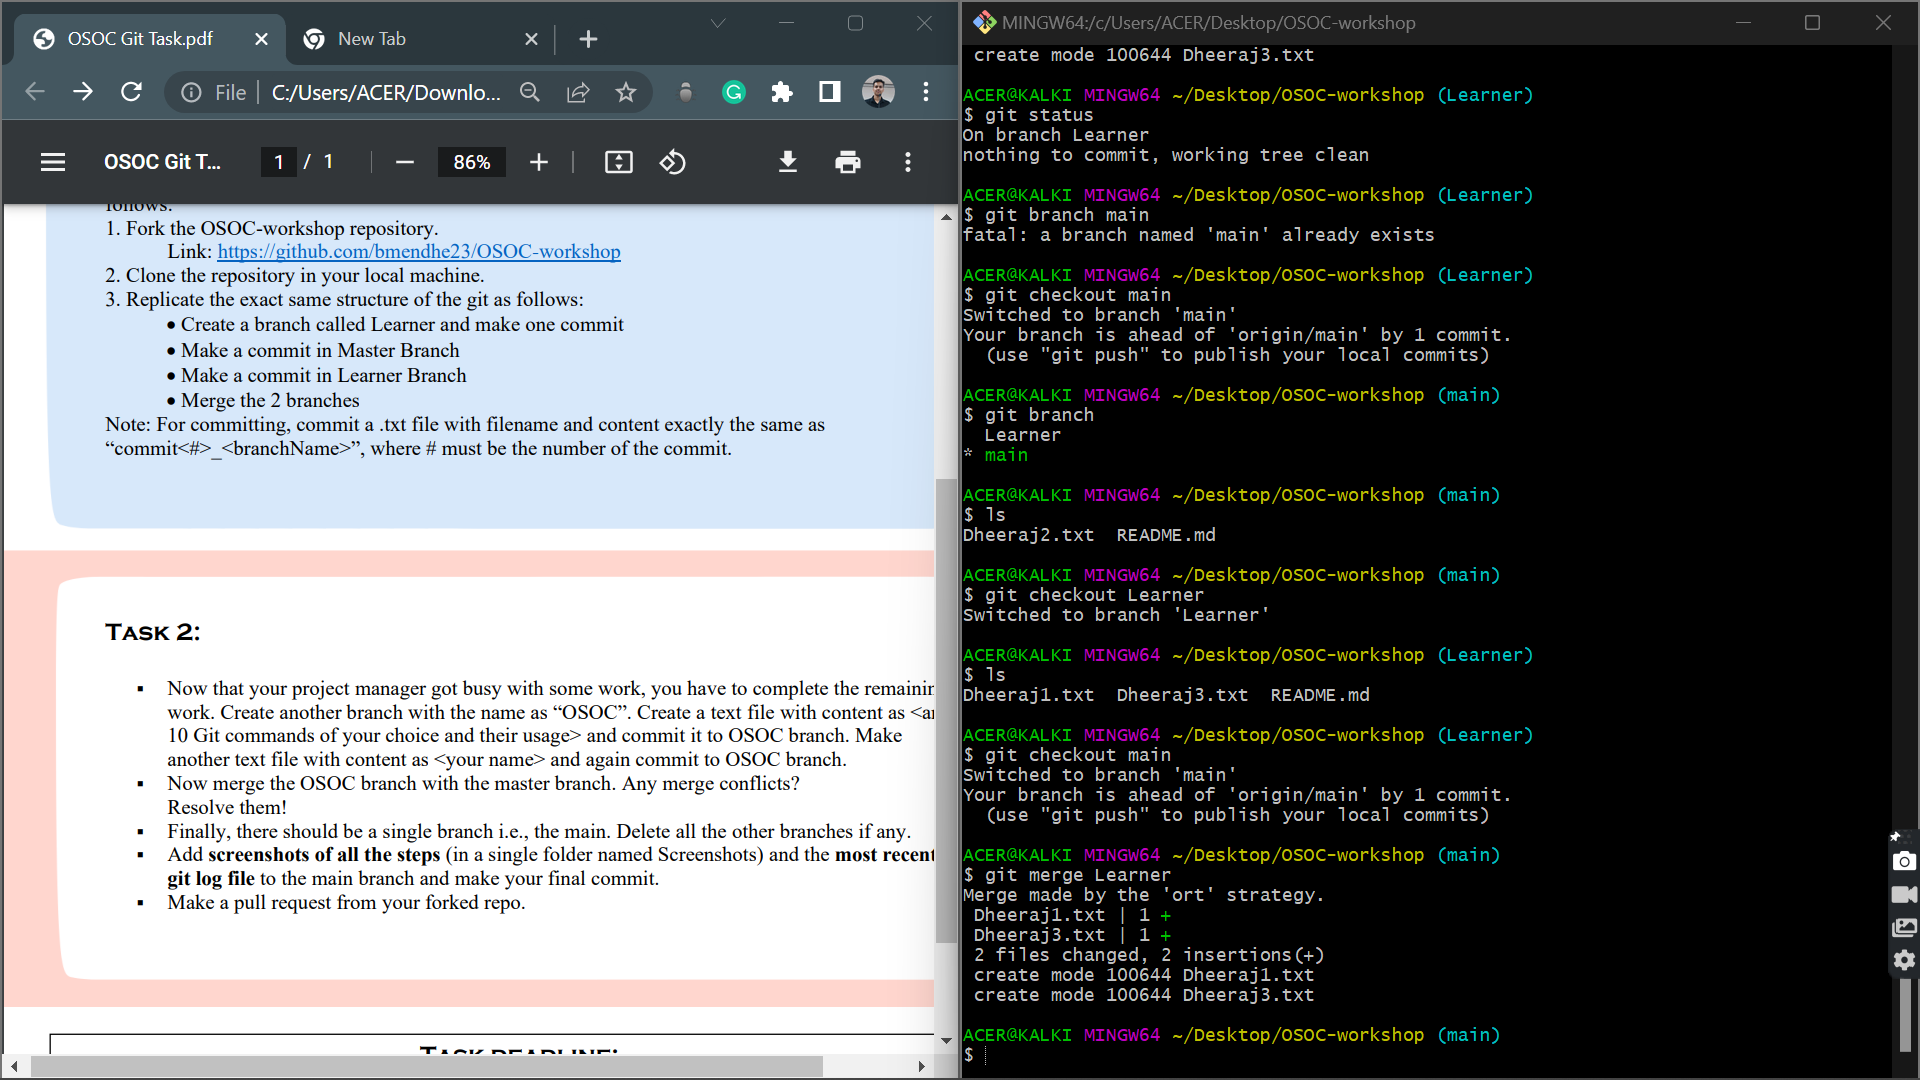 OSOC Git Task.pdf
New Tab
File
C:/Users/ACER/Downlo...
OSOC Git T...
1 / 1
86%
follows:
1. Fork the OSOC-workshop repository.
Link: https://github.com/bmendhe23/OSOC-workshop
2. Clone the repository in your local machine.
3. Replicate the exact same structure of the git as follows:
• Create a branch called Learner and make one commit
• Make a commit in Master Branch
• Make a commit in Learner Branch
• Merge the 2 branches
Note: For committing, commit a .txt file with filename and content exactly the same as
“commit<#>_<branchName>”, where # must be the number of the commit.
TASK 2:
▪ Now that your project manager got busy with some work, you have to complete the
work. Create another branch with the name as “OSOC”. Create a text file with content as
10 Git commands of your choice and their usage> and commit it to OSOC branch. Make
another text file with content as <your name> and again commit to OSOC branch.
▪ Now merge the OSOC branch with the master branch. Any merge conflicts?
Resolve them!
▪ Finally, there should be a single branch i.e., the main. Delete all the other branches if any.
▪ Add screenshots of all the steps (in a single folder named Screenshots) and the most recent
git log file to the main branch and make your final commit.
▪ Make a pull request from your forked repo.
TASK DEADLINE:
MINGW64:/c/Users/ACER/Desktop/OSOC-workshop
create mode 100644 Dheeraj3.txt
ACER@KALKI MINGW64 ~/Desktop/OSOC-workshop (Learner)
$ git status
On branch Learner
nothing to commit, working tree clean
ACER@KALKI MINGW64 ~/Desktop/OSOC-workshop (Learner)
$ git branch main
fatal: a branch named 'main' already exists
ACER@KALKI MINGW64 ~/Desktop/OSOC-workshop (Learner)
$ git checkout main
Switched to branch 'main'
Your branch is ahead of 'origin/main' by 1 commit.
(use "git push" to publish your local commits)
ACER@KALKI MINGW64 ~/Desktop/OSOC-workshop (main)
$ git branch
Learner
* main
ACER@KALKI MINGW64 ~/Desktop/OSOC-workshop (main)
$ ls
Dheeraj2.txt README.md
ACER@KALKI MINGW64 ~/Desktop/OSOC-workshop (main)
$ git checkout Learner
Switched to branch 'Learner'
ACER@KALKI MINGW64 ~/Desktop/OSOC-workshop (Learner)
$ ls
Dheeraj1.txt Dheeraj3.txt README.md
ACER@KALKI MINGW64 ~/Desktop/OSOC-workshop (Learner)
$ git checkout main
Switched to branch 'main'
Your branch is ahead of 'origin/main' by 1 commit.
(use "git push" to publish your local commits)
ACER@KALKI MINGW64 ~/Desktop/OSOC-workshop (main)
$ git merge Learner
Merge made by the 'ort' strategy.
Dheeraj1.txt | 1 +
Dheeraj3.txt | 1 +
2 files changed, 2 insertions(+)
create mode 100644 Dheeraj1.txt
create mode 100644 Dheeraj3.txt
ACER@KALKI MINGW64 ~/Desktop/OSOC-workshop (main)
$